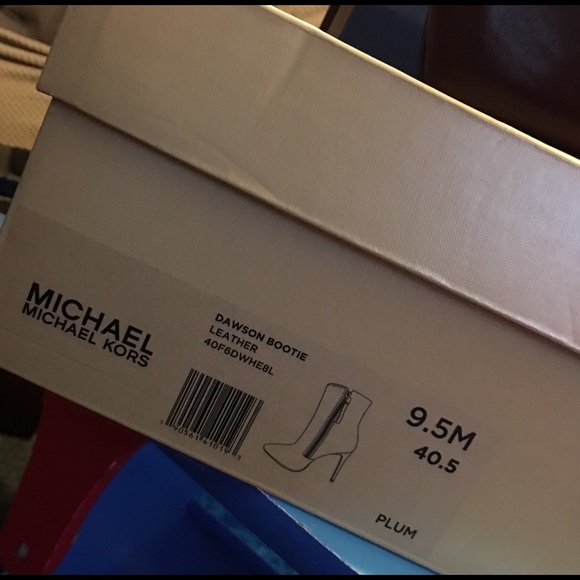 MICHAEL
MICHAEL KORS
DAWSON BOOTIE
LEATHER
40F6DWHE8L
9.5M
40.5
PLUM